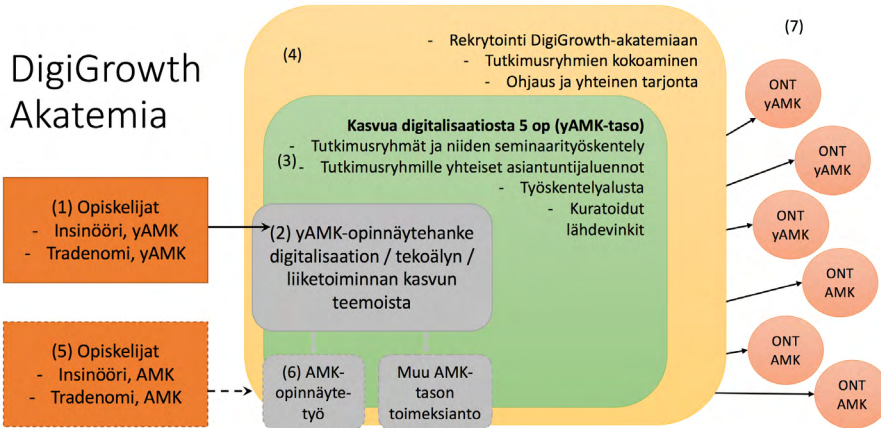 DigiGrowth
Akatemia
(4)
- Rekrytointi DigiGrowth-akatemiaan
- Tutkimusryhmien kokoaminen
- Ohjaus ja yhteinen tarjonta
Kasvua digitalisaatiosta 5 op (yAMK-taso)
- Tutkimusryhmät ja niiden seminaarityöskentely
(3)
- Tutkimusryhmille yhteiset asiantuntijaluennot
- Työskentelyalusta
- Kuratoidut
lähdevinkit
(1) Opiskelijat
- Insinööri, yAMK
- Tradenomi, yAMK
(2) yAMK-opinnäytehanke
digitalisaation / tekoälyn /
liiketoiminnan kasvun
teemoista
(5) Opiskelijat
- Insinööri, AMK
- Tradenomi, AMK
(6) AMK-
opinnäyte-
työ
Muu AMK-
tason
toimeksianto
(7)
ONT
yAMK
ONT
yAMK
ONT
yAMK
ONT
AMK
ONT
AMK
ONT
AMK